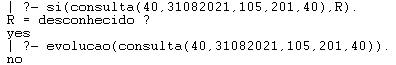 | ?- si(consulta(40,31082021,105,201,40),R).
R = desconhecido ?
yes
| ?- evolucao(consulta(40,31082021,105,201,40)).
no